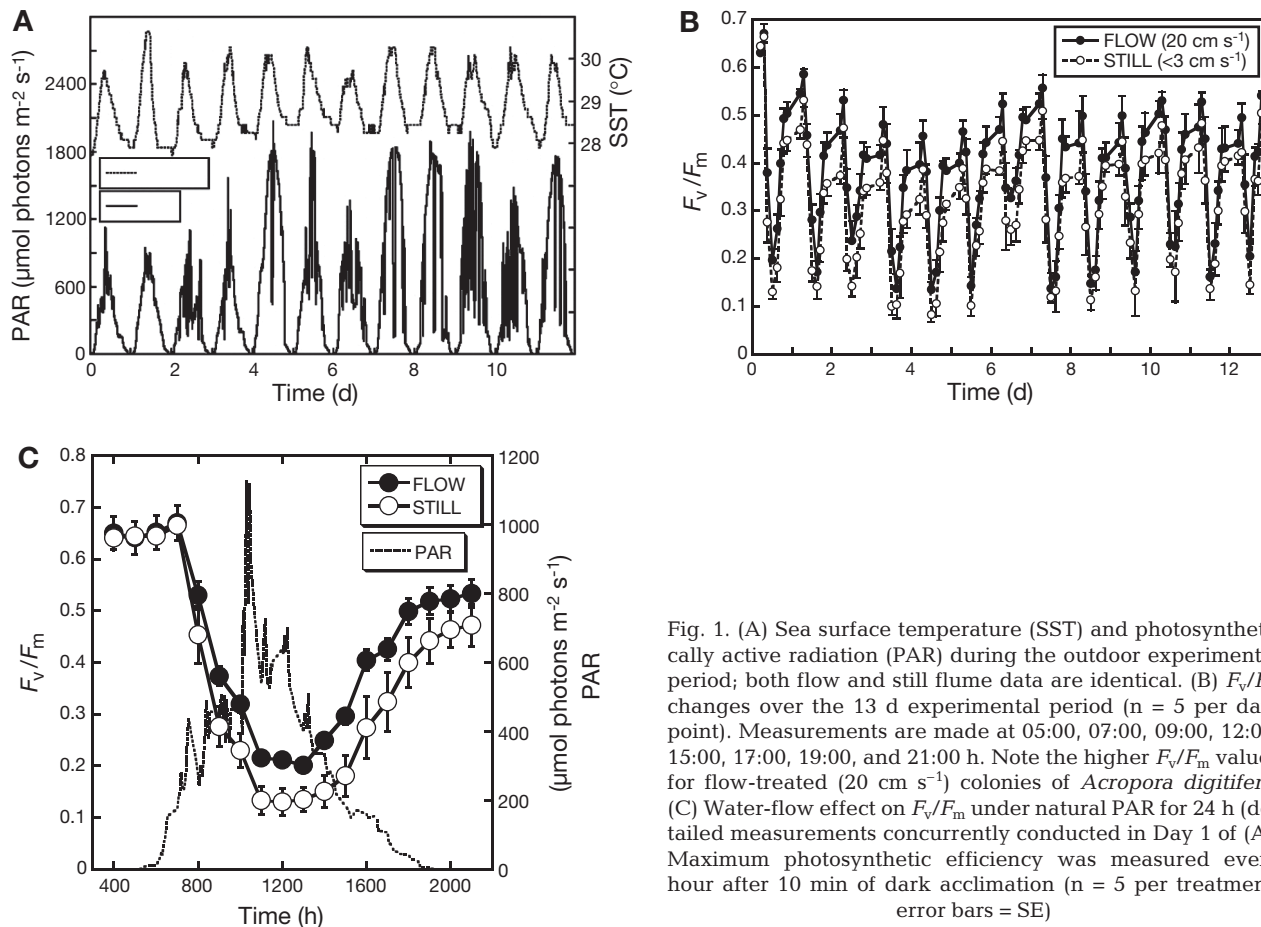 A
PAR (µmol photons m-2 s-1)
2400
1800
1200
600
0
30
29
28
SST (°C)
0 2 4 6 8 10
Time (d)
B
Fv/Fm
0.7
0.6
0.5
0.4
0.3
0.2
0.1
0
FLOW (20 cm s-1)
STILL (<3 cm s-1)
0 2 4 6 8 10 12
Time (d)
C
Fv/Fm
0.8
0.7
0.6
0.5
0.4
0.3
0.2
0.1
0
FLOW
STILL
PAR
1200
1000
800
600
400
200
0
PAR
(µmol photons m-2 s-1)
400 800 1200 1600 2000
Time (h)
Fig. 1. (A) Sea surface temperature (SST) and photosynthet
cally active radiation (PAR) during the outdoor experiment
period; both flow and still flume data are identical. (B) Fv/F
changes over the 13 d experimental period (n = 5 per da
point). Measurements are made at 05:00, 07:00, 09:00, 12:0
15:00, 17:00, 19:00, and 21:00 h. Note the higher Fv/Fm value
for flow-treated (20 cm s–1) colonies of Acropora digitifer
(C) Water-flow effect on Fv/Fm under natural PAR for 24 h (de
tailed measurements concurrently conducted in Day 1 of (A
Maximum photosynthetic efficiency was measured ever
hour after 10 min of dark acclimation (n = 5 per treatmen
error bars = SE)